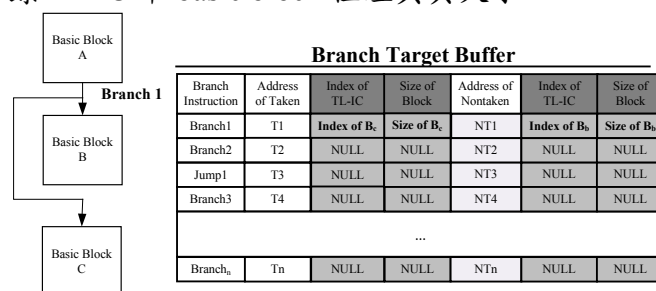 Branch Target Buffer
Basic Block
A
Branch 1
Basic Block
B
Basic Block
C
Branch Instruction | Address of Taken | Index of TL-IC | Size of Block | Address of Nontaken | Index of TL-IC | Size of Block
Branch1 | T1 | Index of Bc | Size of Bc | NT1 | Index of Bb | Size of Bb
Branch2 | T2 | NULL | NULL | NT2 | NULL | NULL
Jump1 | T3 | NULL | NULL | NT3 | NULL | NULL
Branch3 | T4 | NULL | NULL | NT4 | NULL | NULL
...
Branchn | Tn | NULL | NULL | NTn | NULL | NULL